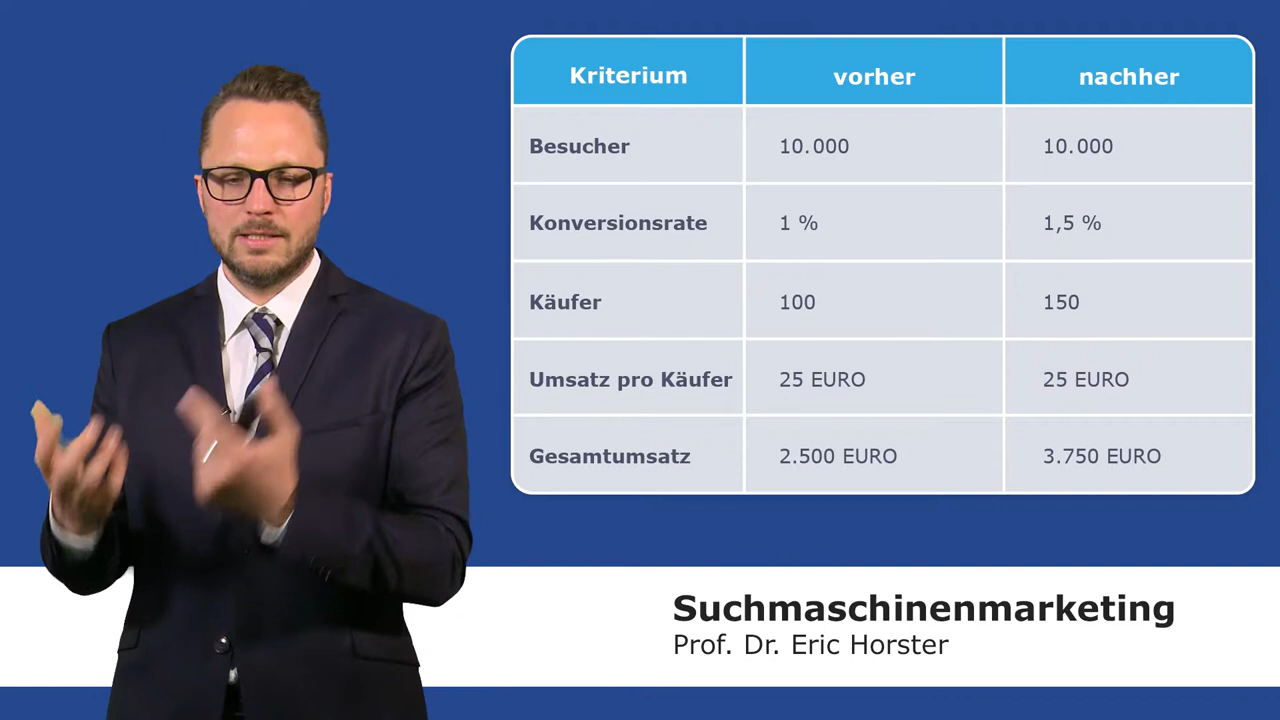 Kriterium vorher nachher
Besucher 10.000 10.000
Konversionsrate 1 % 1,5 %
Käufer 100 150
Umsatz pro Käufer 25 EURO 25 EURO
Gesamtumsatz 2.500 EURO 3.750 EURO
Suchmaschinenmarketing
Prof. Dr. Eric Horster